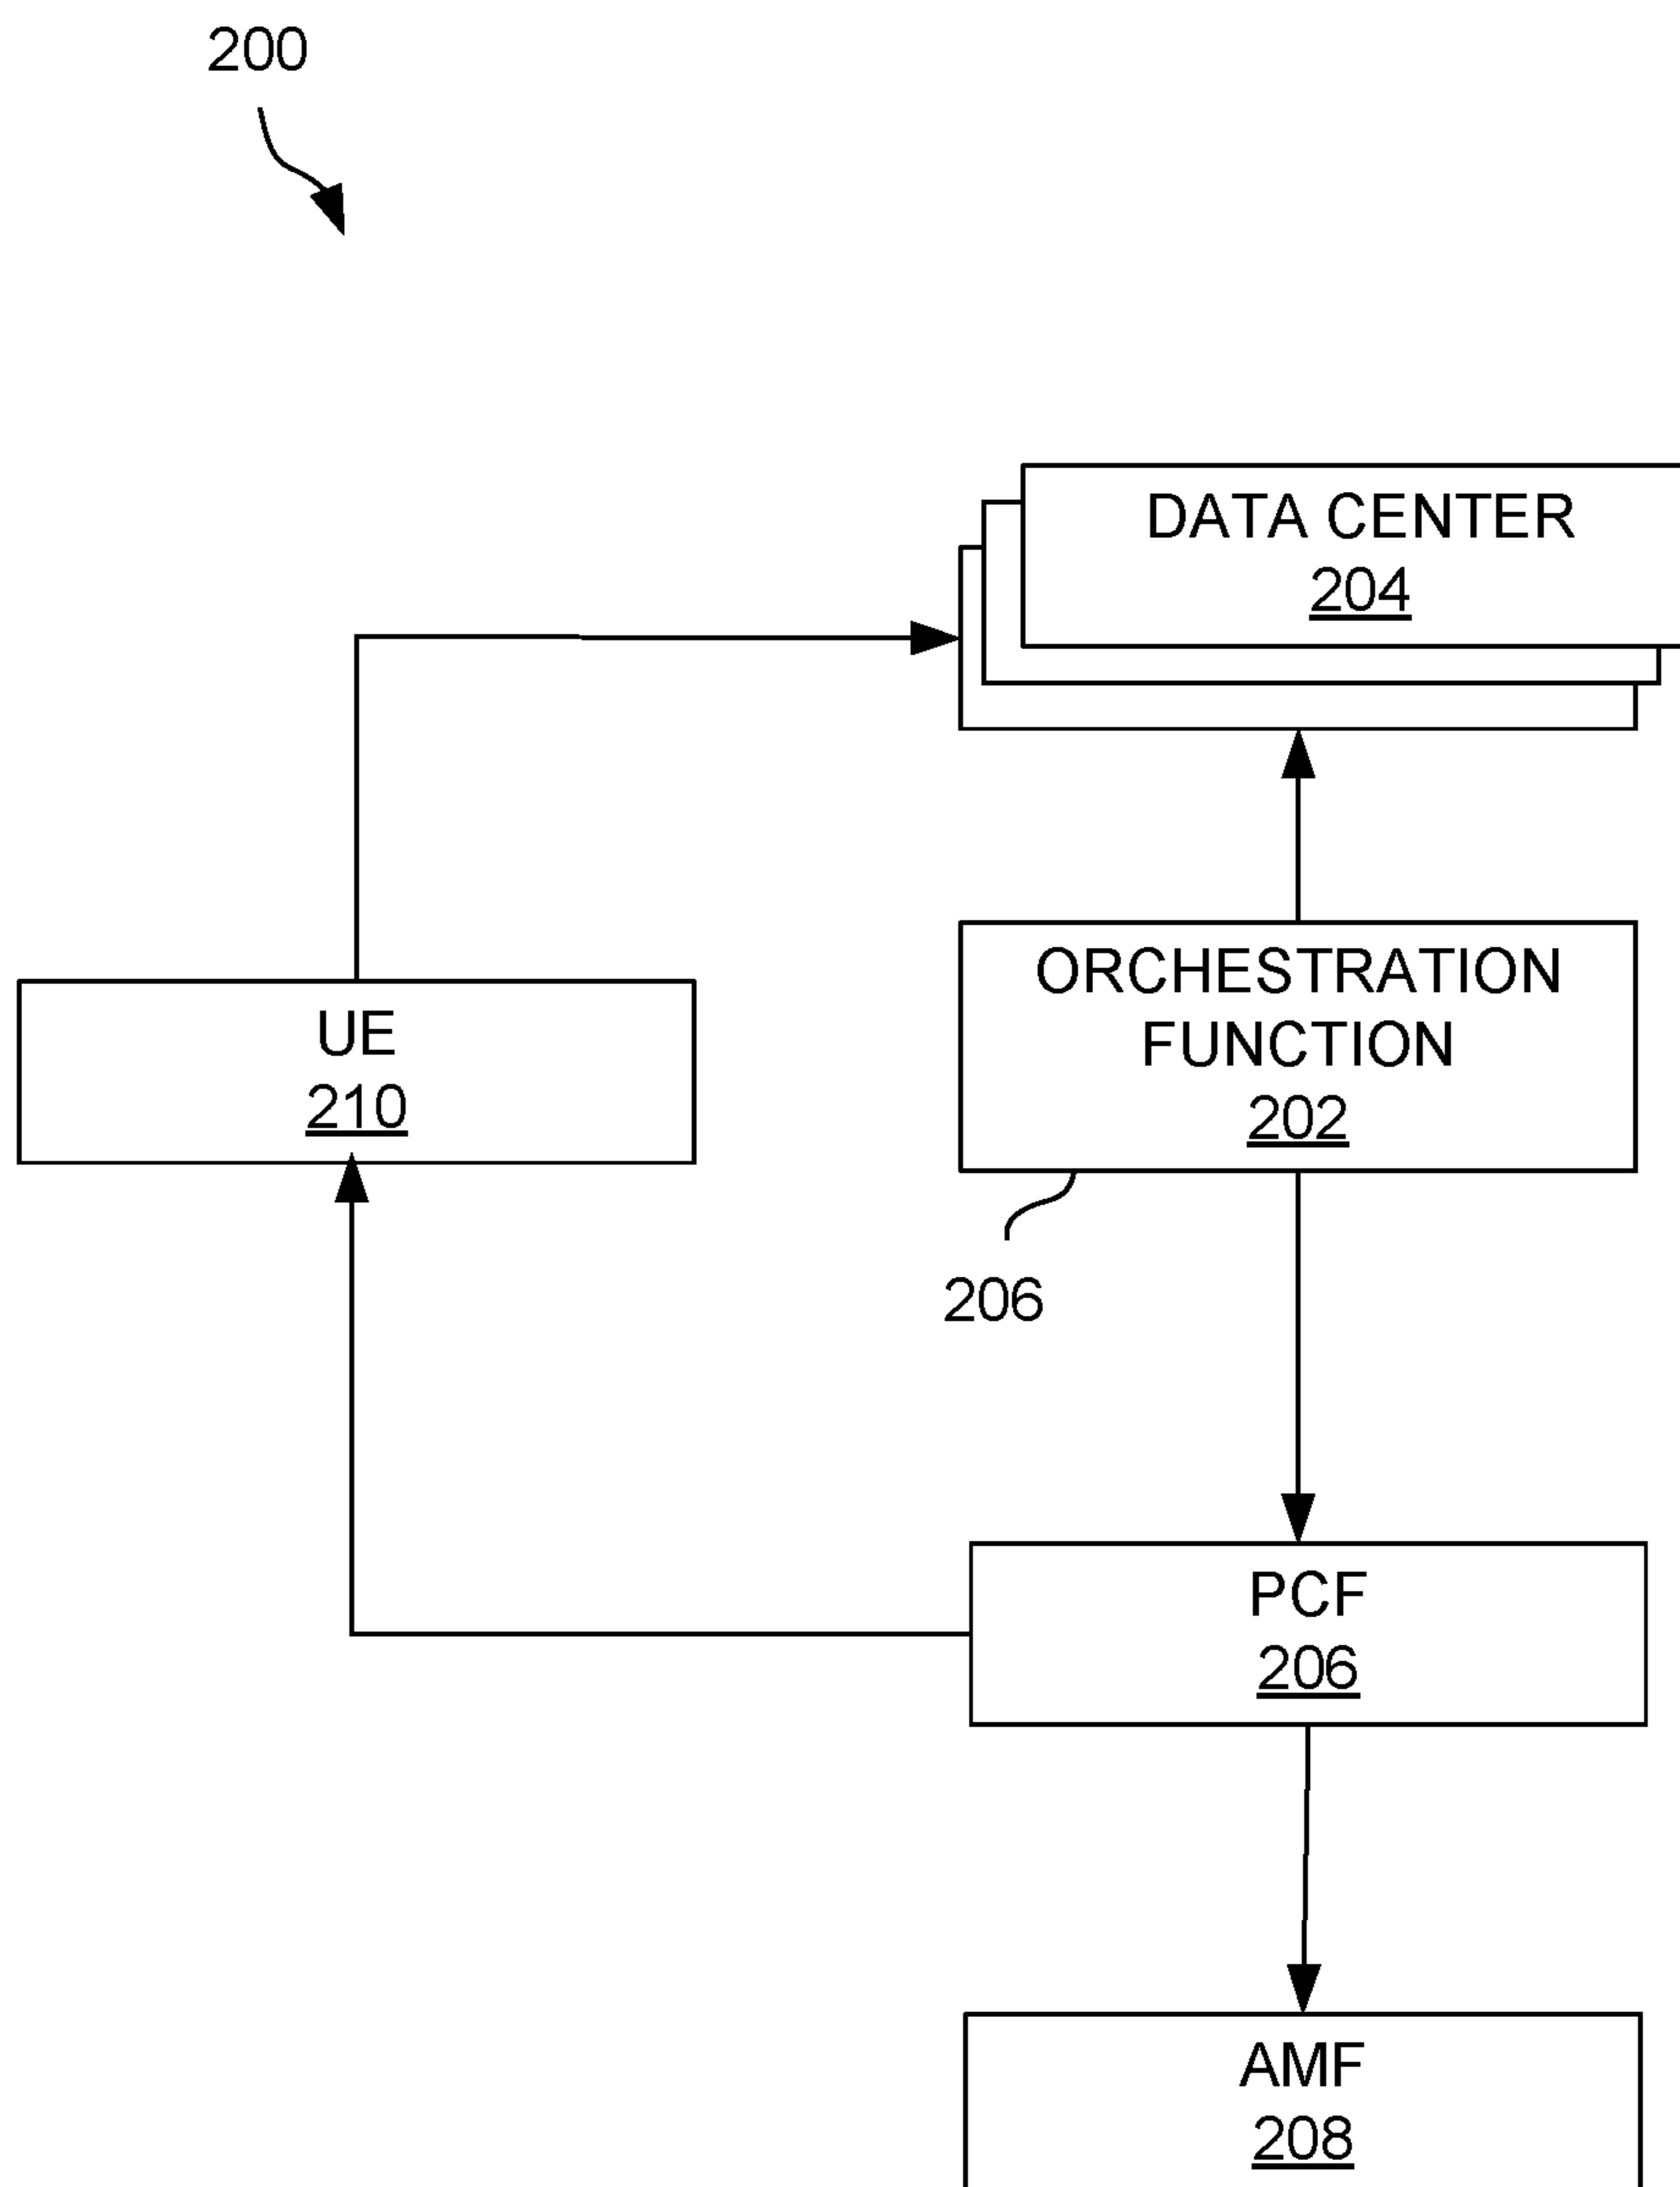 200
DATA CENTER
204
ORCHESTRATION
FUNCTION
202
UE
210
206
PCF
206
AMF
208